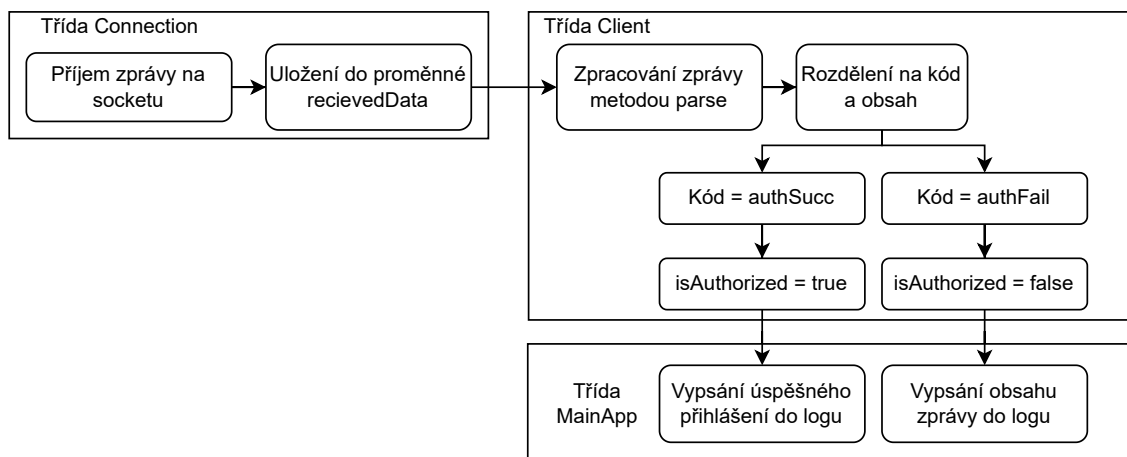 Třída Connection
Příjem zprávy na
socketu
Uložení do proměnné
recievedData
Třída Client
Zpracování zprávy
metodou parse
Rozdělení na kód
a obsah
Kód = authSucc
Kód = authFail
isAuthorized = true
isAuthorized = false
Třída
MainApp
Vypsání úspěšného
přihlášení do logu
Vypsání obsahu
zprávy do logu